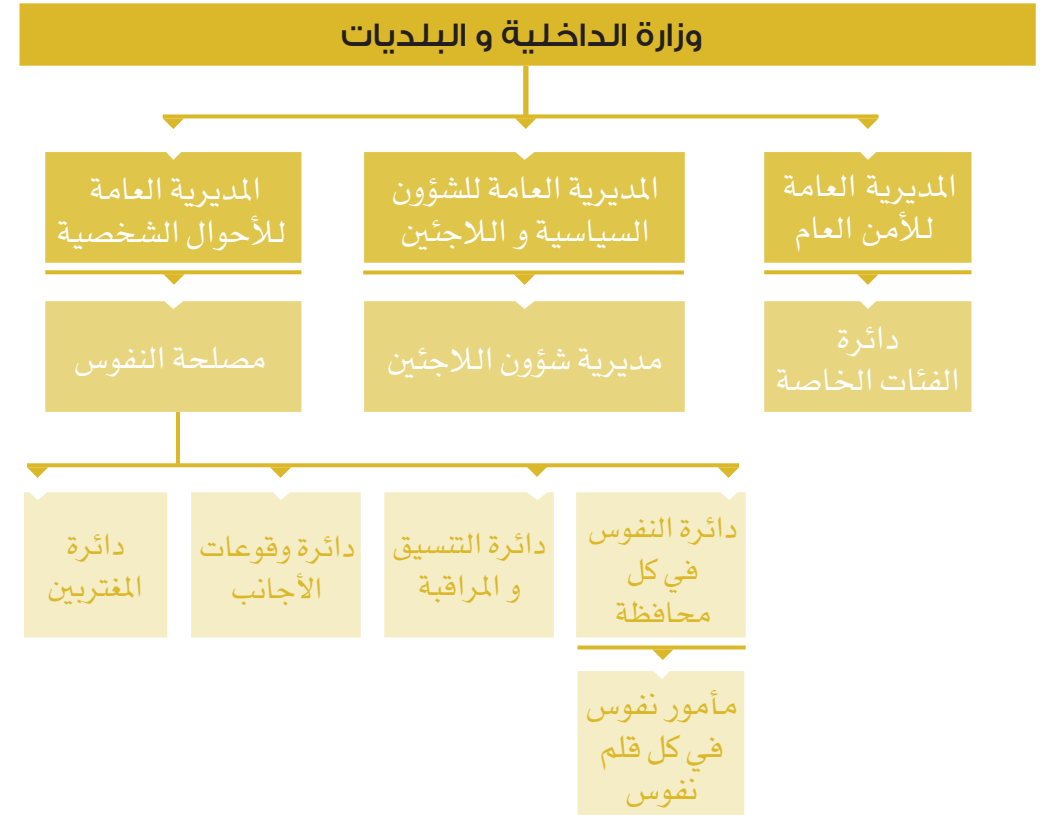 وزارة الداخلية و البلديات
المديرية العامة
للأمن العام
المديرية العامة للشؤون
السياسية و اللاجئين
المديرية العامة
للأحوال الشخصية
دائرة
الفئات الخاصة
مديرية شؤون اللاجئين
مصلحة النفوس
دائرة النفوس
في كل
محافظة
دائرة التنسيق
و المراقبة
دائرة وقوعات
الأجانب
دائرة
المغتربين
مأمور نفوس
في كل قلم
نفوس